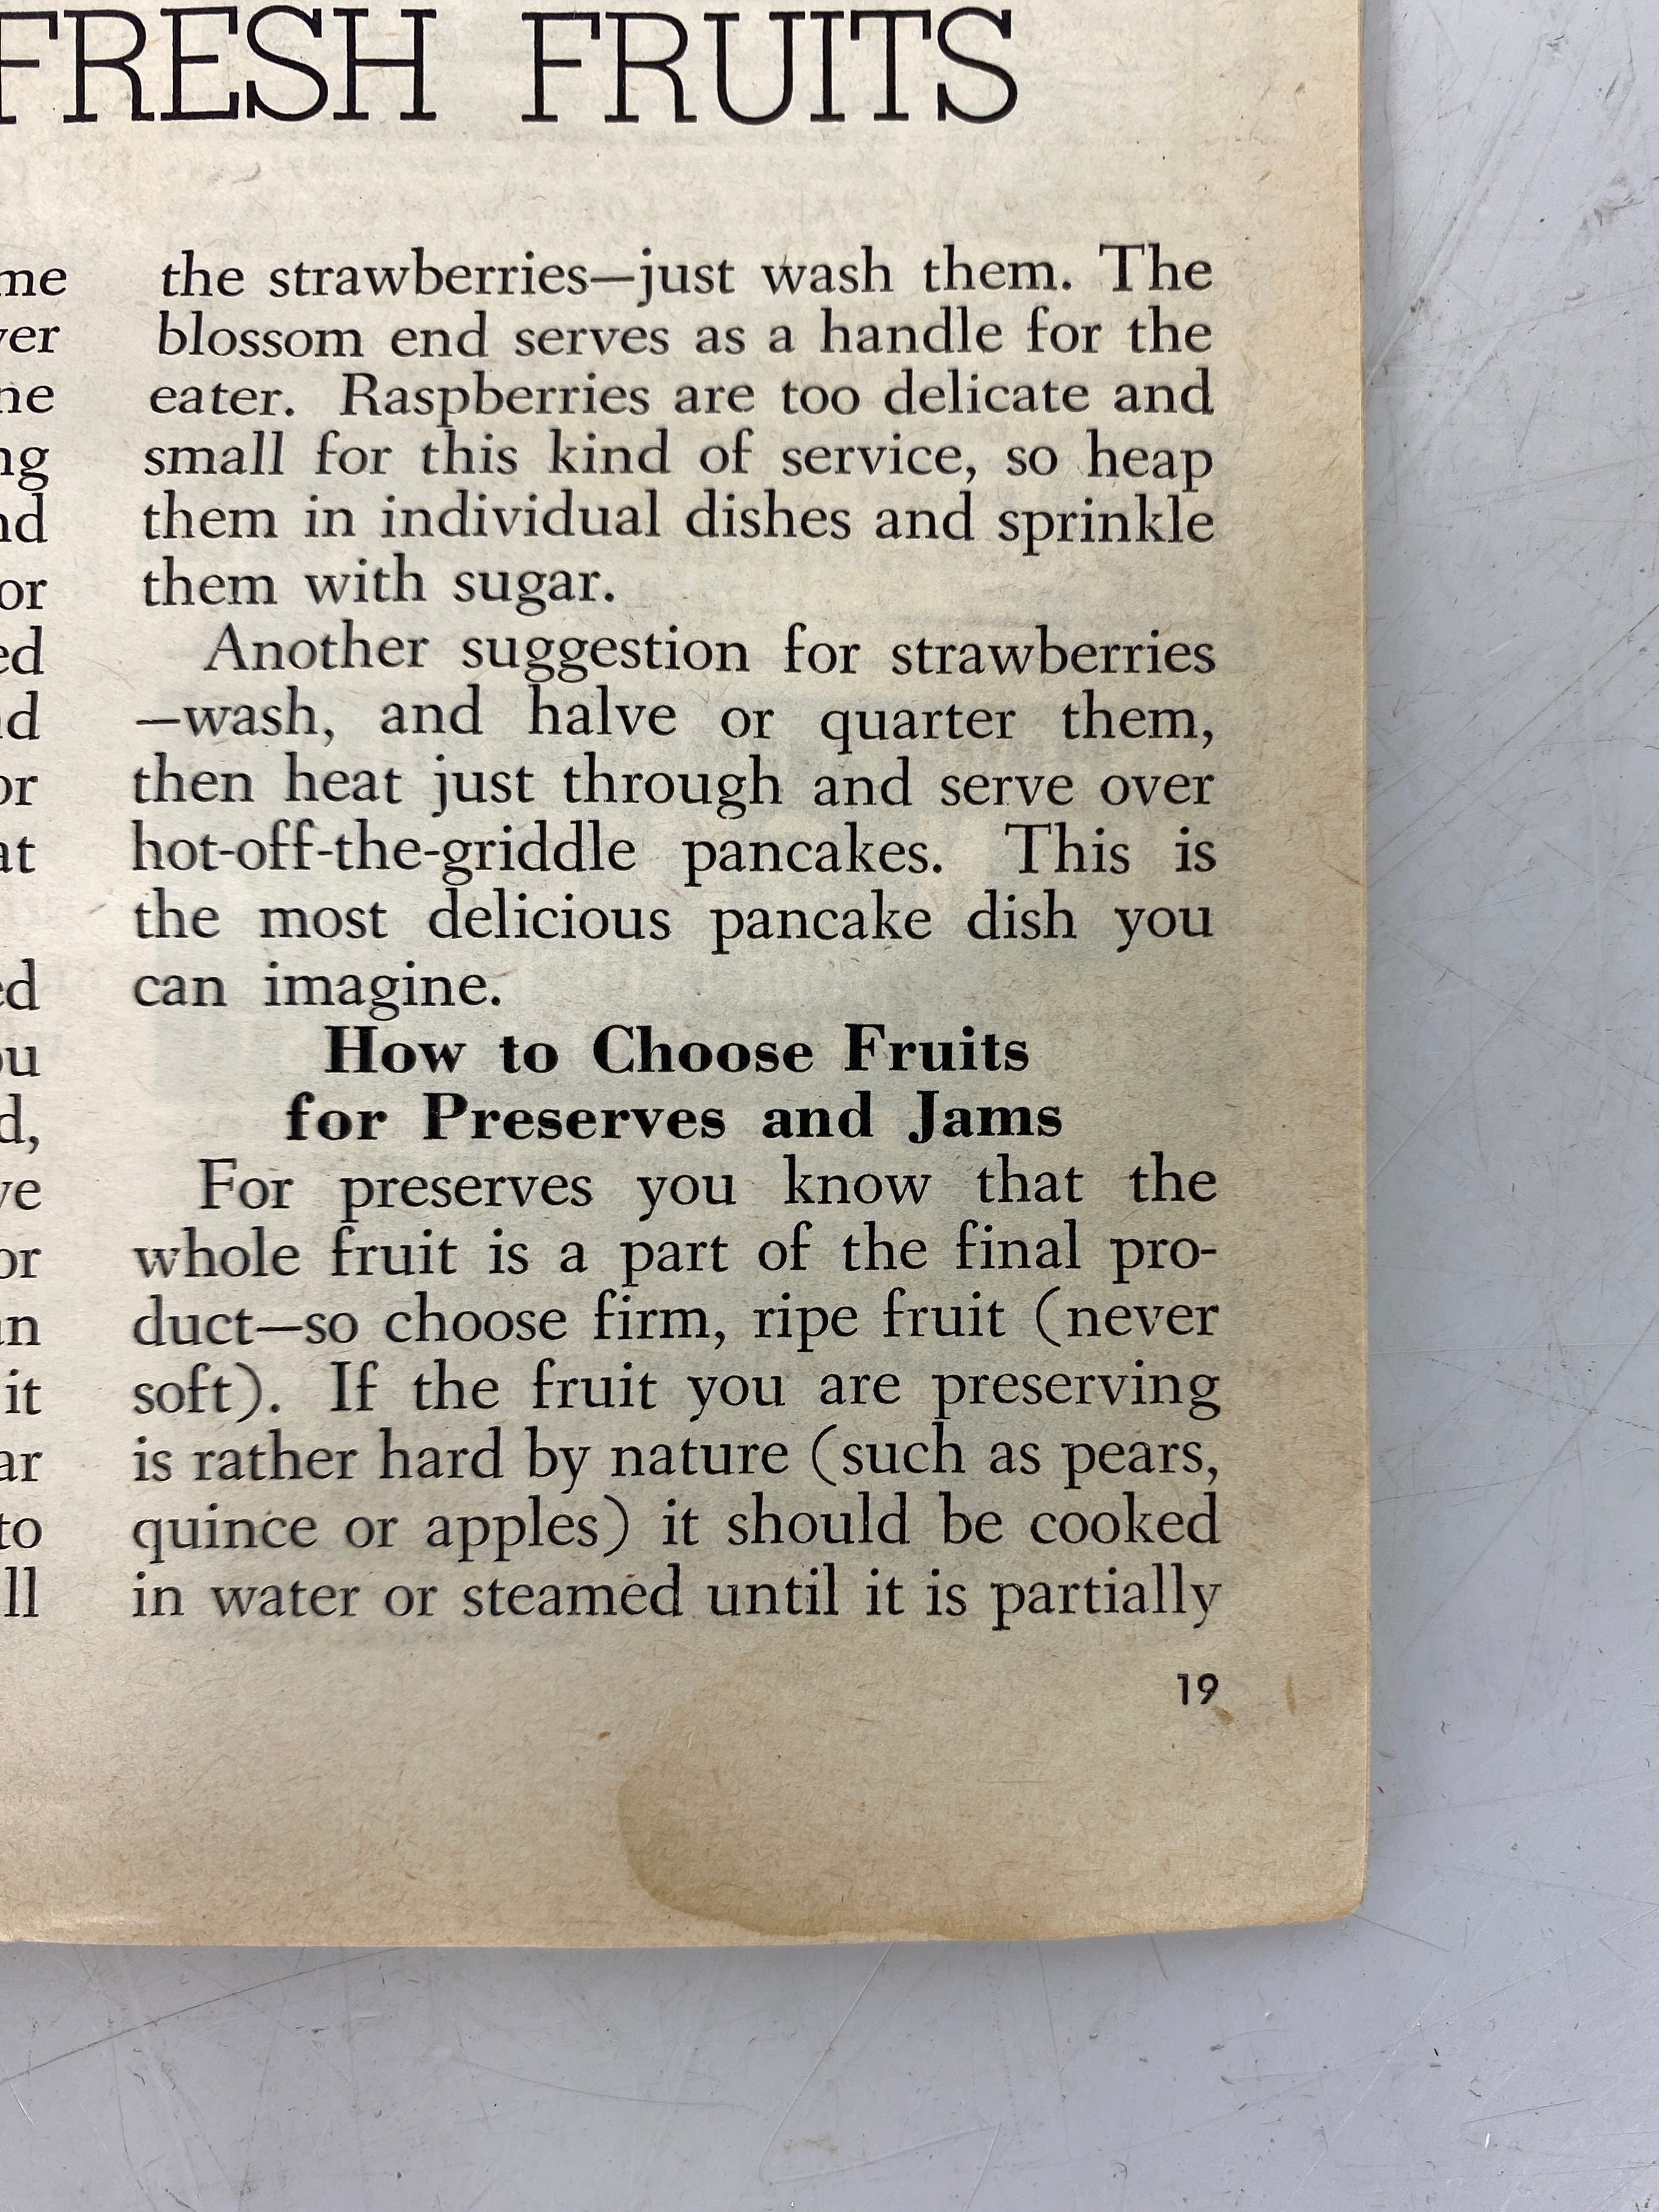 FRESH FRUITS
the strawberries—just wash them. The
blossom end serves as a handle for the
eater. Raspberries are too delicate and
small for this kind of service, so heap
them in individual dishes and sprinkle
them with sugar.
Another suggestion for strawberries
—wash, and halve or quarter them,
then heat just through and serve over
hot-off-the-griddle pancakes. This is
the most delicious pancake dish you
can imagine.
How to Choose Fruits
for Preserves and Jams
For preserves you know that the
whole fruit is a part of the final pro-
duct—so choose firm, ripe fruit (never
soft). If the fruit you are preserving
is rather hard by nature (such as pears,
quince or apples) it should be cooked
in water or steamed until it is partially
19